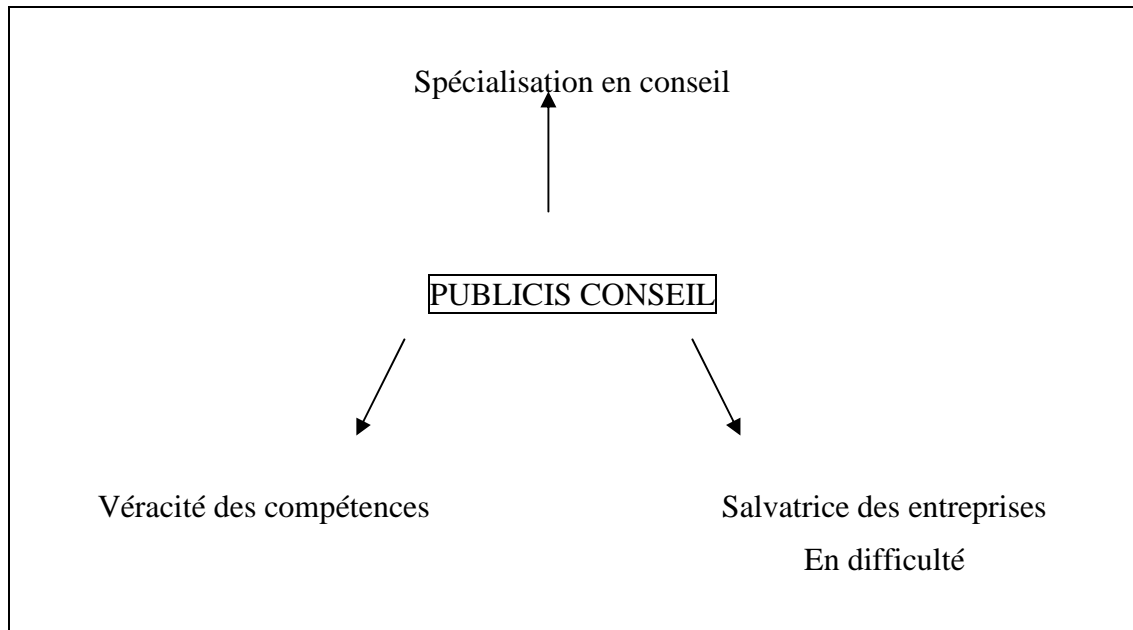 Spécialisation en conseil
PUBLICIS CONSEIL
Véracité des compétences
Salvatrice des entreprises
En difficulté